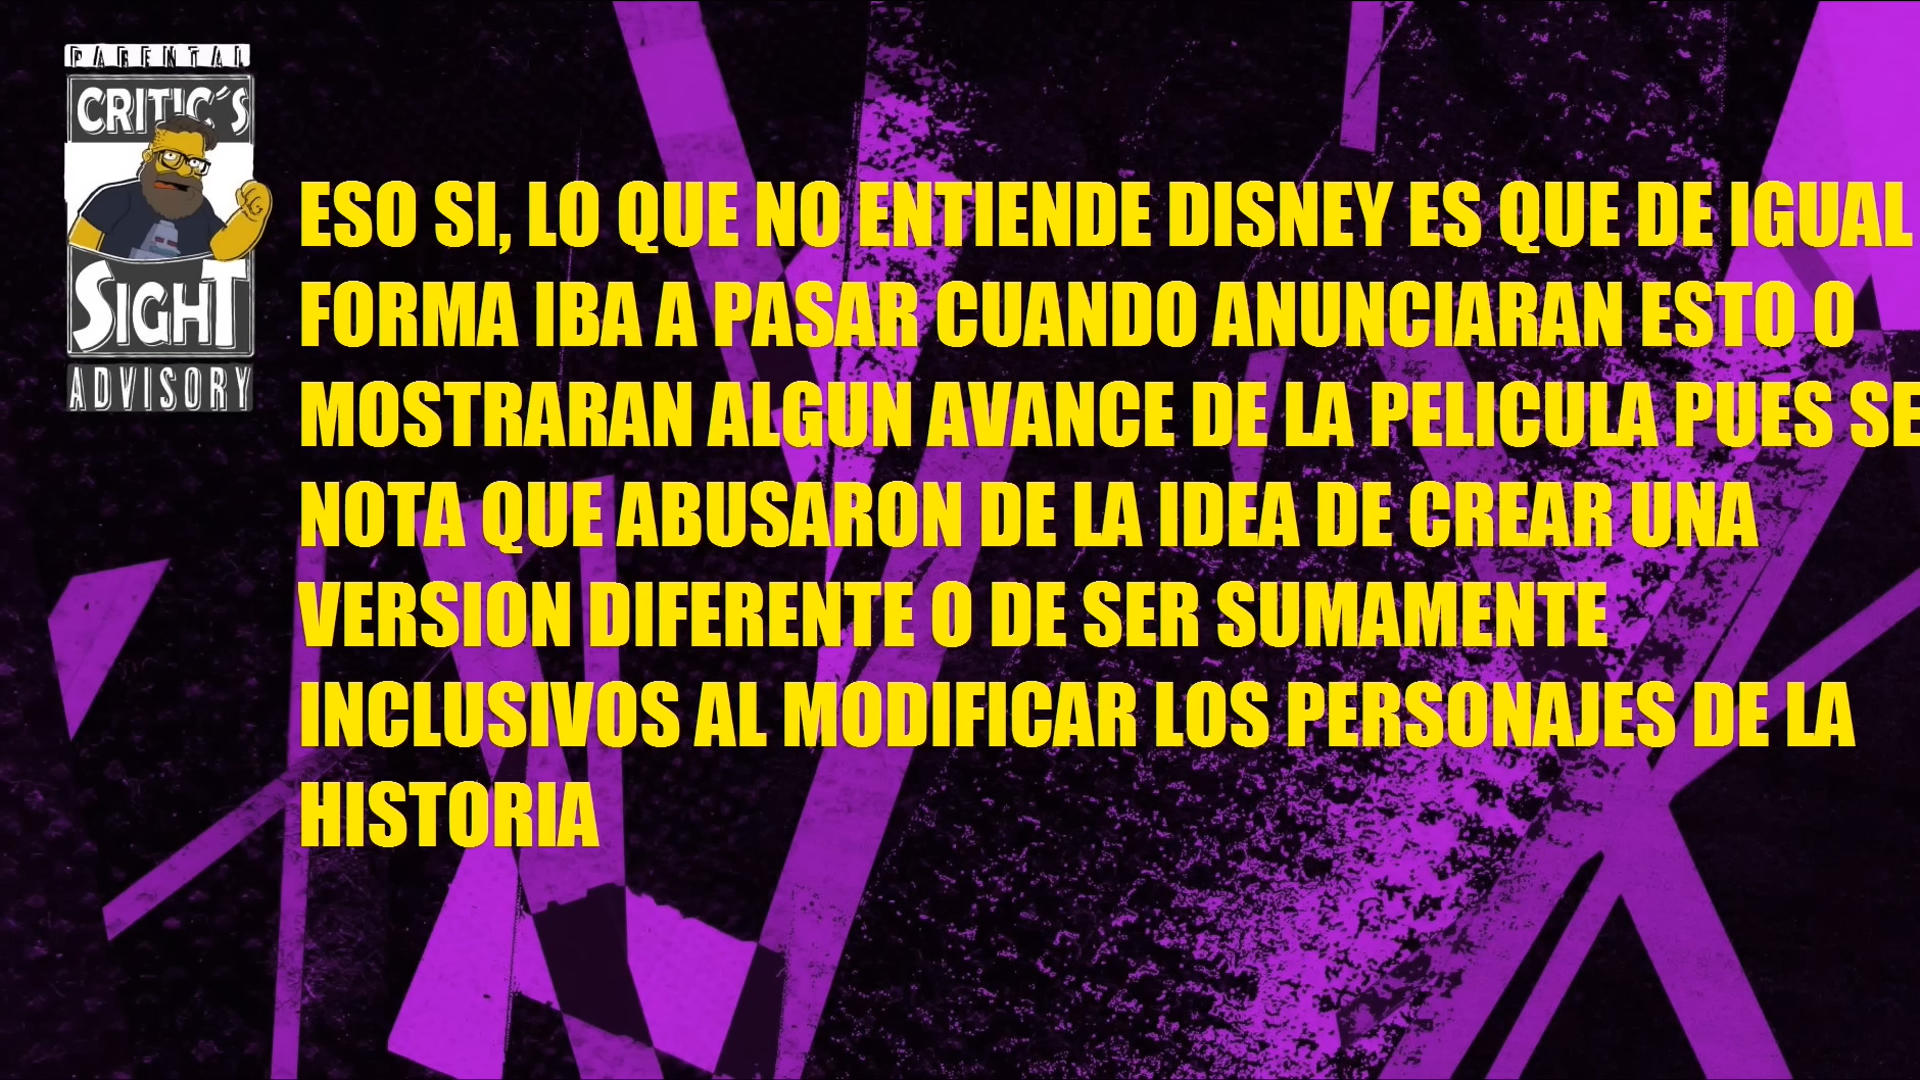 PARENTAL
CRITIC´S
SIGHT
ADVISORY
ESO SI, LO QUE NO ENTIENDE DISNEY ES QUE DE IGUAL
FORMA IBA A PASAR CUANDO ANUNCIARAN ESTO O
MOSTRARAN ALGUN AVANCE DE LA PELICULA PUES SE
NOTA QUE ABUSARON DE LA IDEA DE CREAR UNA
VERSION DIFERENTE O DE SER SUMAMENTE
INCLUSIVOS AL MODIFICAR LOS PERSONAJES DE LA
HISTORIA